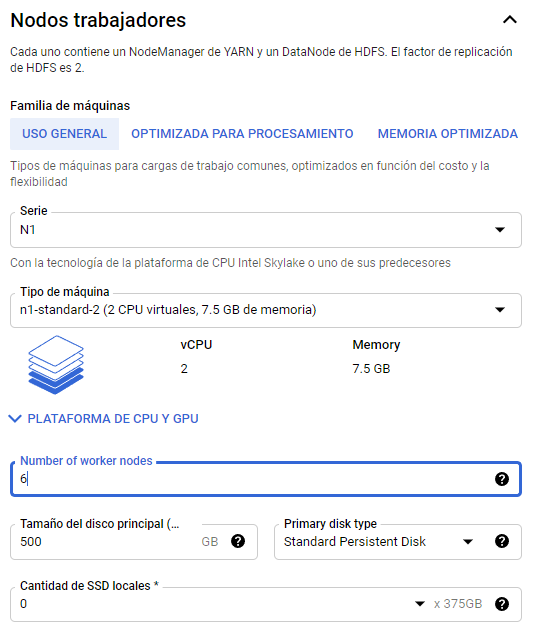 Nodos trabajadores
Cada uno contiene un NodeManager de YARN y un DataNode de HDFS. El factor de replicación
de HDFS es 2.
Familia de máquinas
USO GENERAL OPTIMIZADA PARA PROCESAMIENTO MEMORIA OPTIMIZADA
Tipos de máquinas para cargas de trabajo comunes, optimizados en función del costo y la
flexibilidad
Serie
N1
Con la tecnología de la plataforma de CPU Intel Skylake o uno de sus predecesores
Tipo de máquina
n1-standard-2 (2 CPU virtuales, 7.5 GB de memoria)
vCPU Memory
2 7.5 GB
PLATAFORMA DE CPU Y GPU
Number of worker nodes
6 ?
Tamaño del disco principal (... Primary disk type
500 GB ? Standard Persistent Disk ?
Cantidad de SSD locales *
0 x 375GB ?